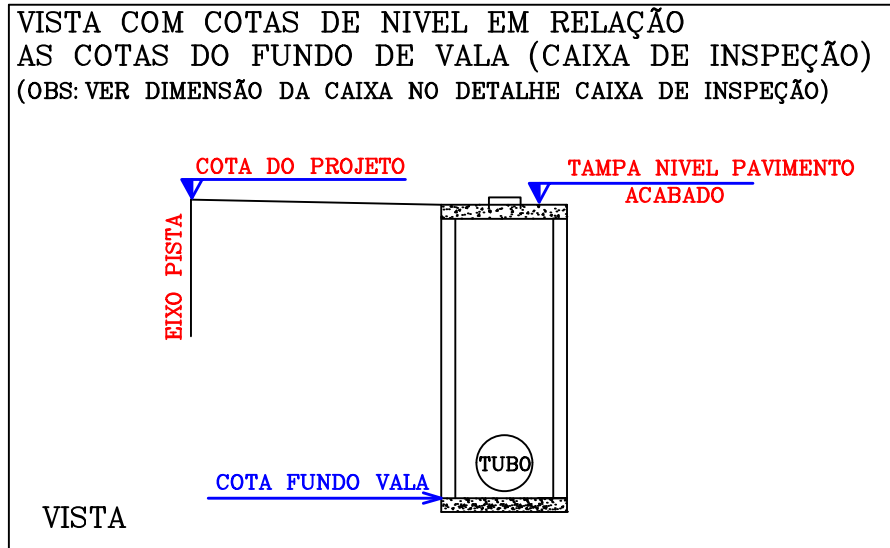 VISTA COM COTAS DE NIVEL EM RELAÇÃO
AS COTAS DO FUNDO DE VALA (CAIXA DE INSPEÇÃO)
(OBS: VER DIMENSÃO DA CAIXA NO DETALHE CAIXA DE INSPEÇÃO)
COTA DO PROJETO
TAMPA NIVEL PAVIMENTO
ACABADO
EIXO PISTA
TUBO
COTA FUNDO VALA
VISTA